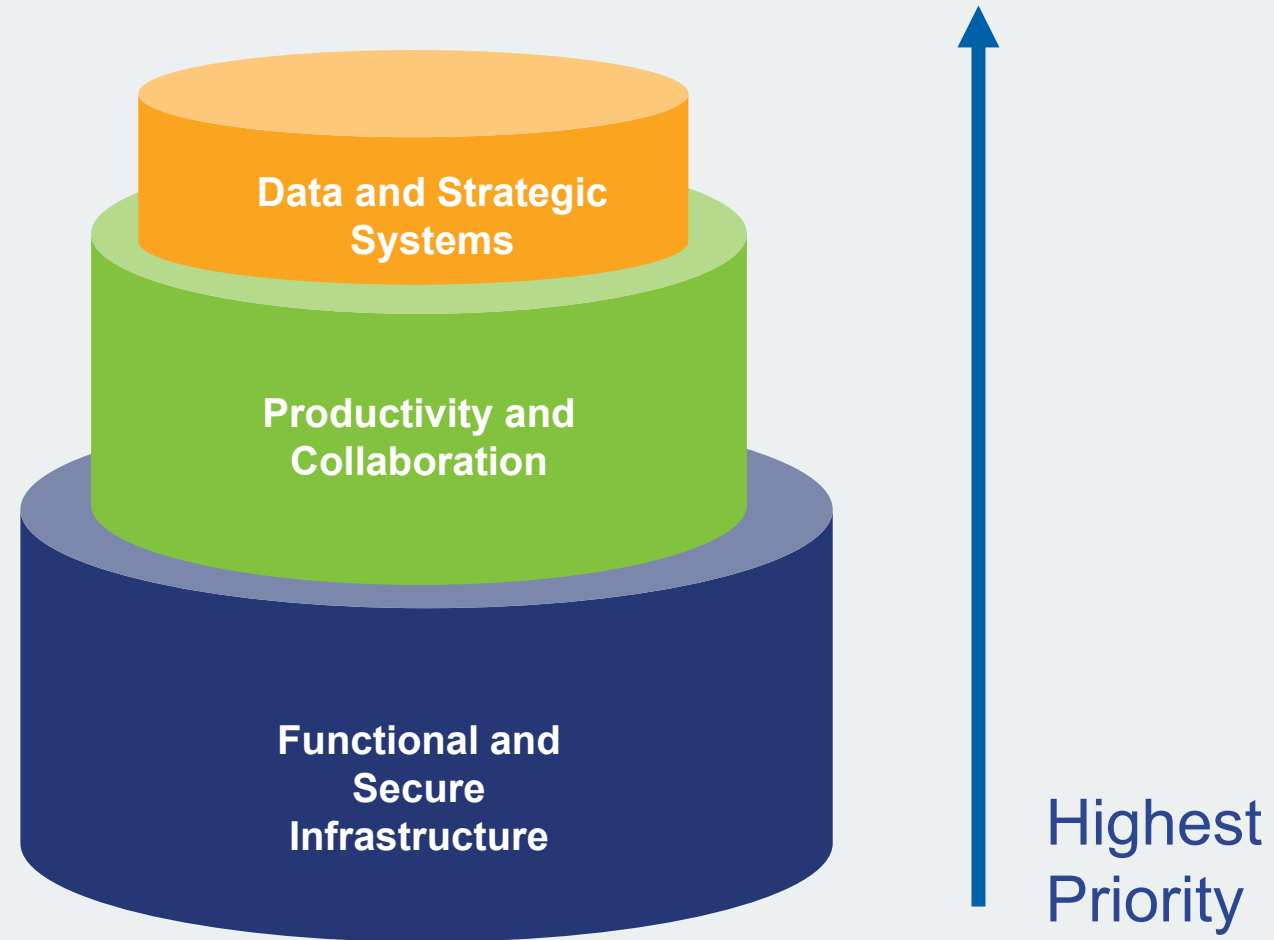 Data and Strategic
Systems
Productivity and
Collaboration
Functional and
Secure
Infrastructure
Highest
Priority